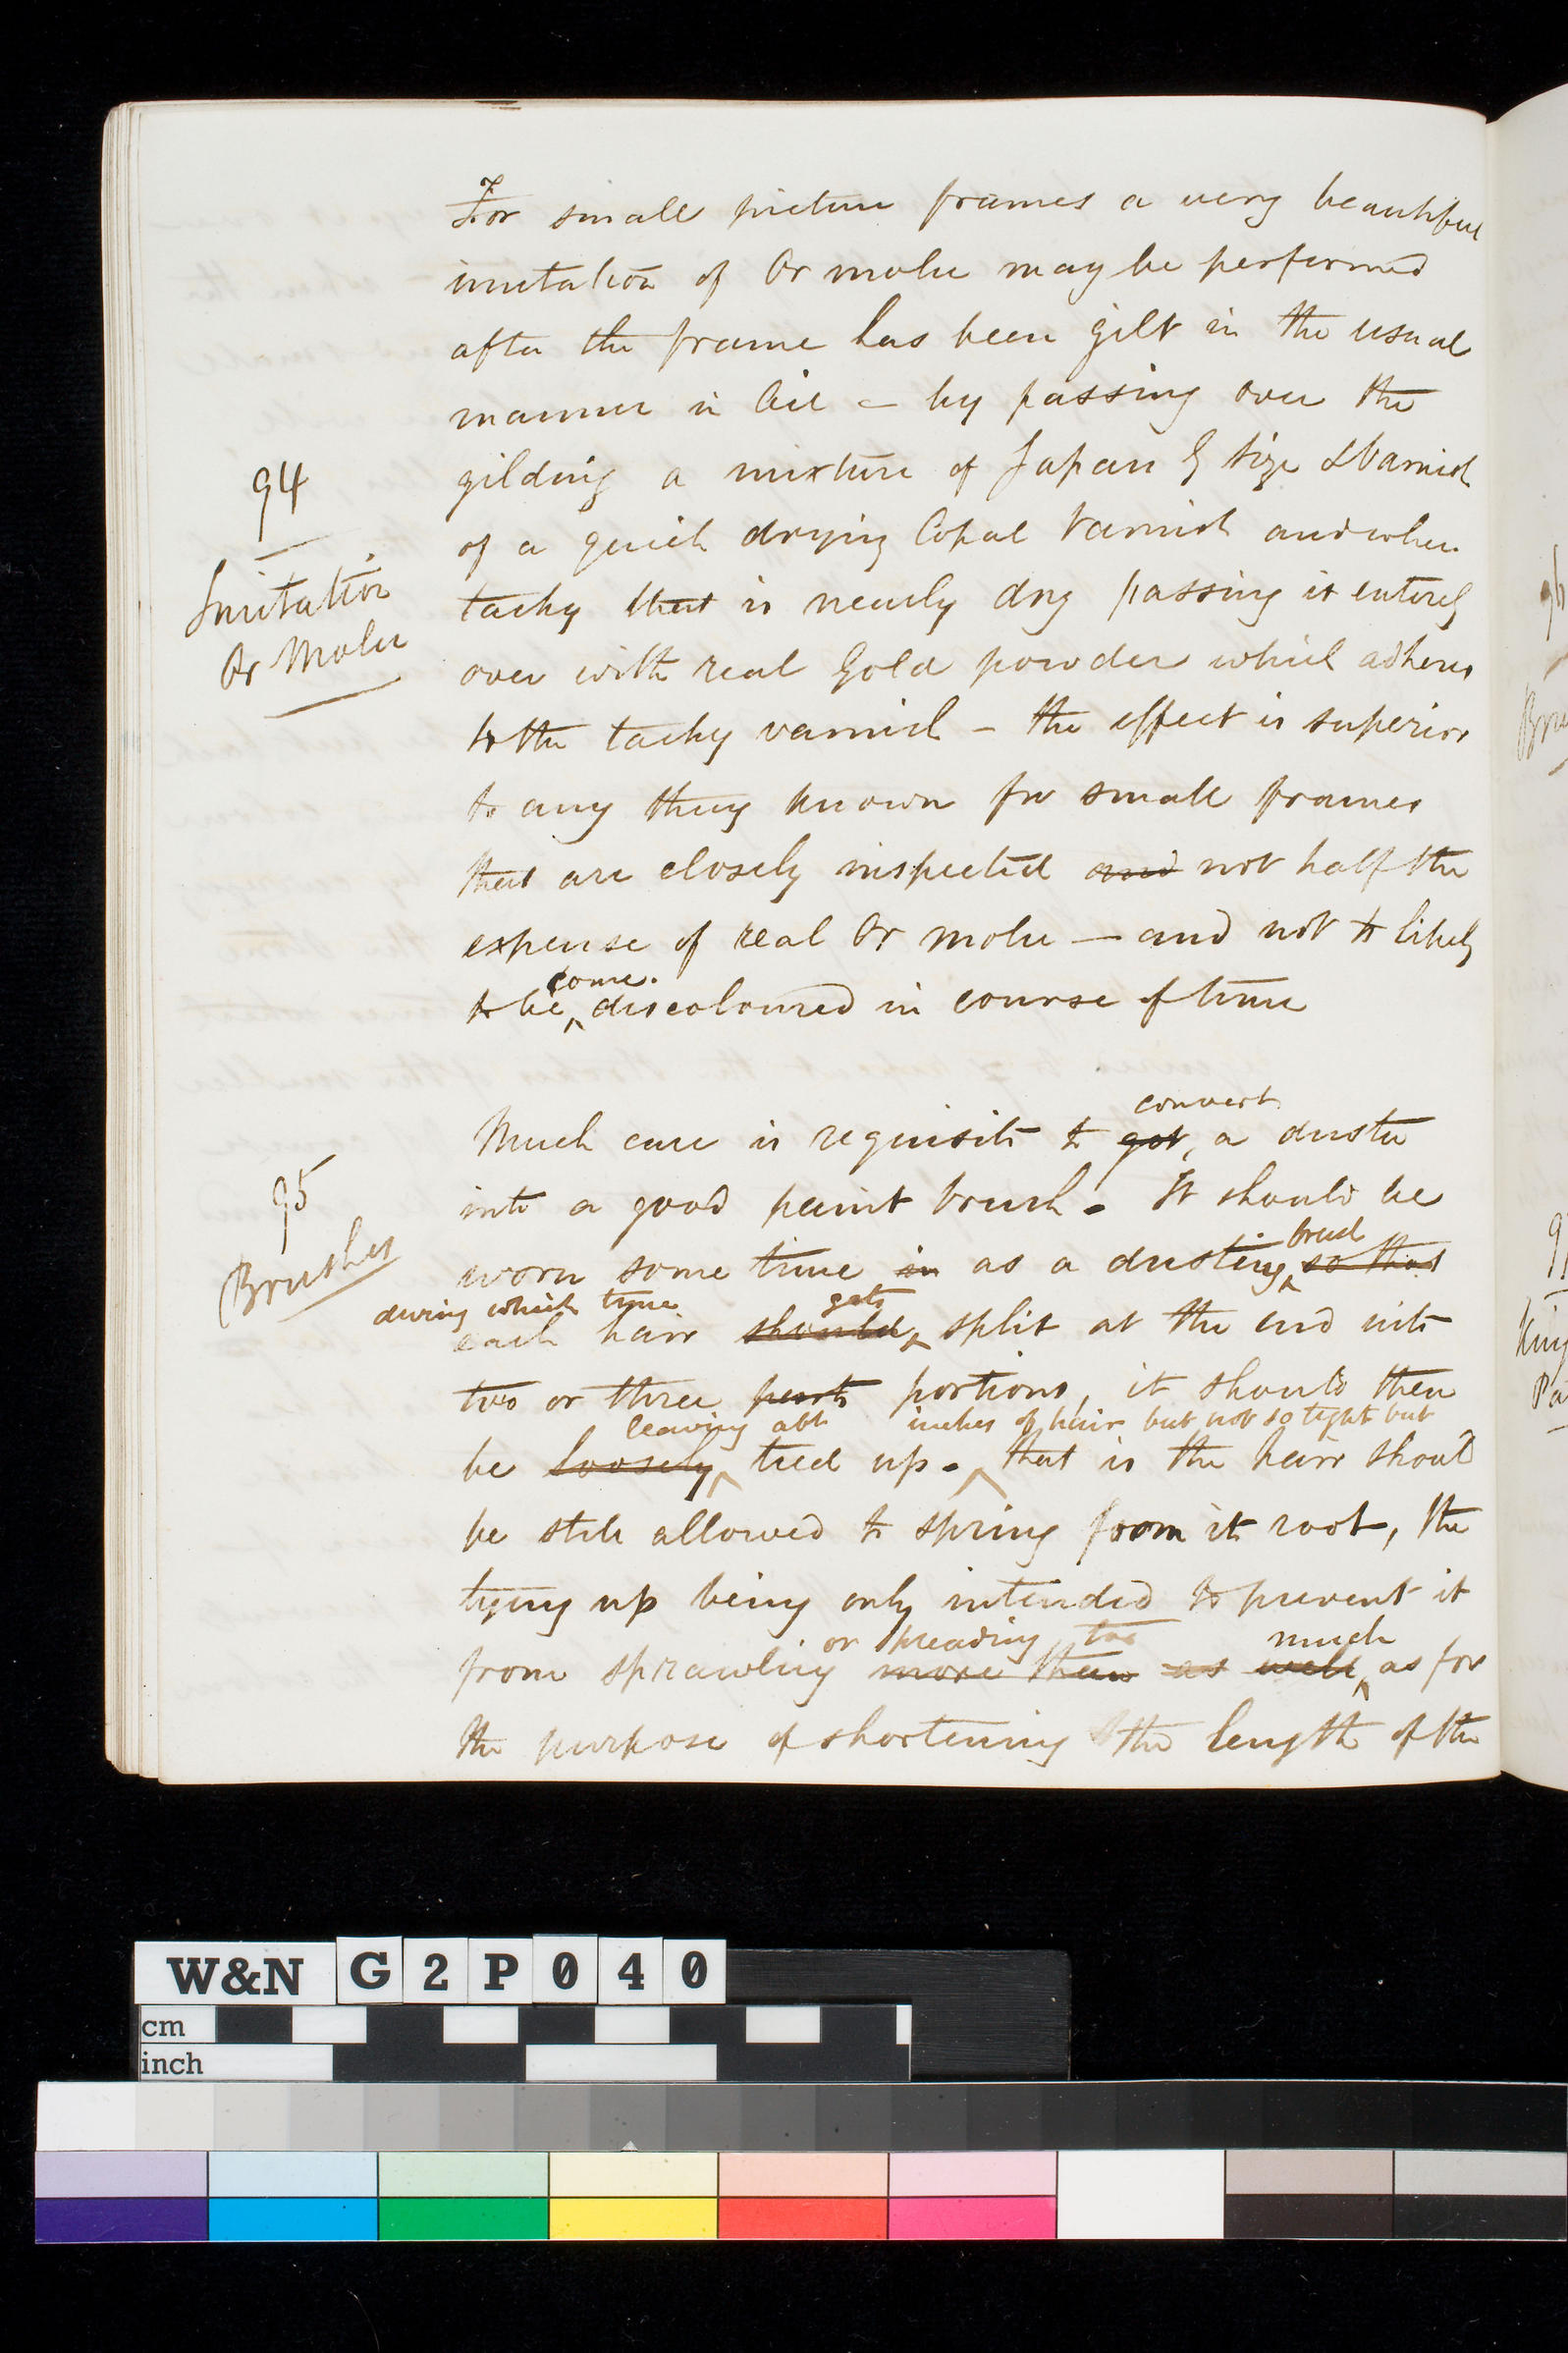 For small picture frames a very beautiful
imitation of Or molu may be performed
after the frame has been gilt in the usual
manner in Oil – by passing over the
gilding a mixture of Japan G Size & Varnish
of a quick drying Copal Varnish and when
tacky that is nearly dry passing it entirely
over with real Gold powder which adheres
to the tacky varnish – the effect is superior
to any thing known for small frames
that are closely inspected and not half the
expense of real Or molu — and not to likely
come.
to be discoloured in course of time
94
Imitation
Or Molu
convert
Much care is requisite to got, a duster
into a good paint brush. It should be
brush
worn some time in as a dusting so that
during which time gets
each hair should split at the end into
two or three parts portions, it should then
leaving abt inches of hair but not so tight but
be loosely tied up. that is the hair should
be still allowed to spring from its root, the
tying up being only intended to prevent it
or spreading too much
from sprawling more than as well as for
the purpose of shortening the length of the
95
Brushes
96
W&N G2P040
cm
inch